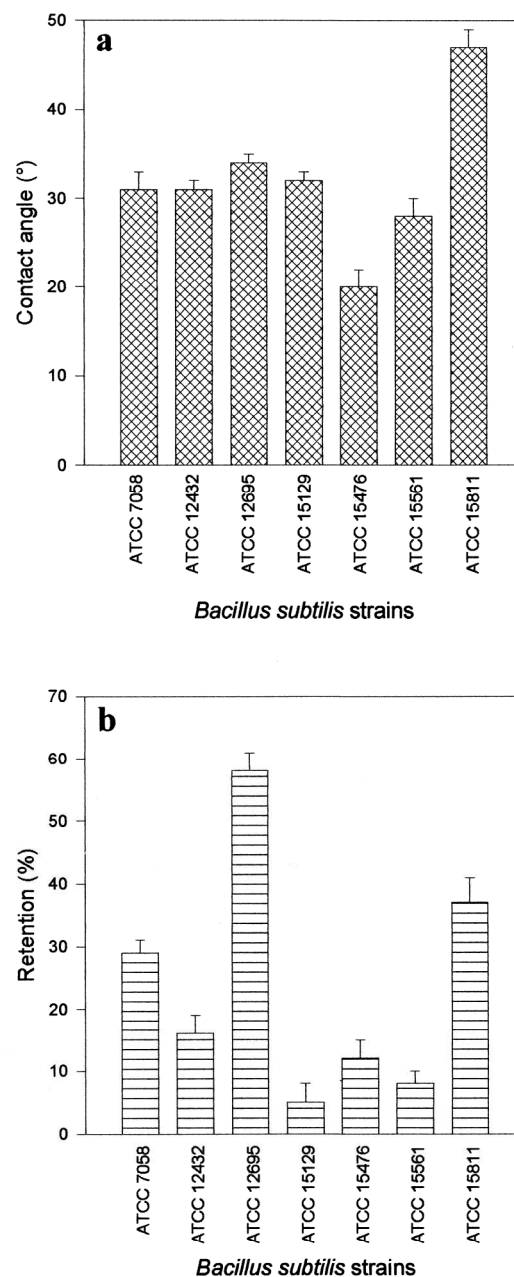 a
50
40
30
20
10
0
Contact angle (°)
ATCC 7058
ATCC 12432
ATCC 12695
ATCC 15129
ATCC 15476
ATCC 15561
ATCC 15811
Bacillus subtilis strains
b
70
60
50
40
30
20
10
0
Retention (%)
ATCC 7058
ATCC 12432
ATCC 12695
ATCC 15129
ATCC 15476
ATCC 15561
ATCC 15811
Bacillus subtilis strains